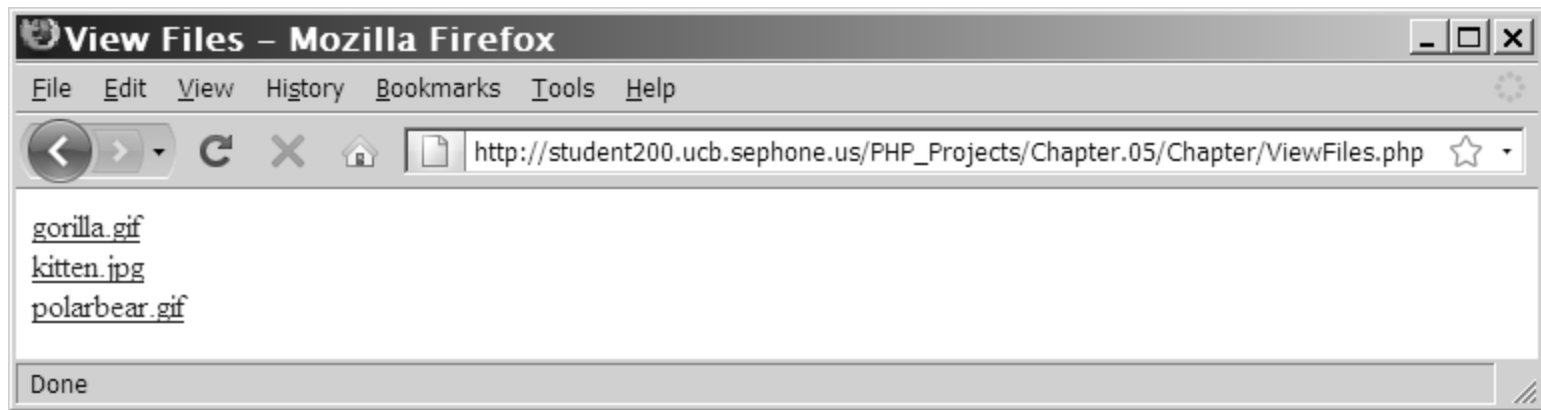 View Files – Mozilla Firefox
File Edit View History Bookmarks Tools Help
http://student200.ucb.sephone.us/PHP_Projects/Chapter.05/Chapter/ViewFiles.php
gorilla.gif
kitten.jpg
polarbear.gif
Done